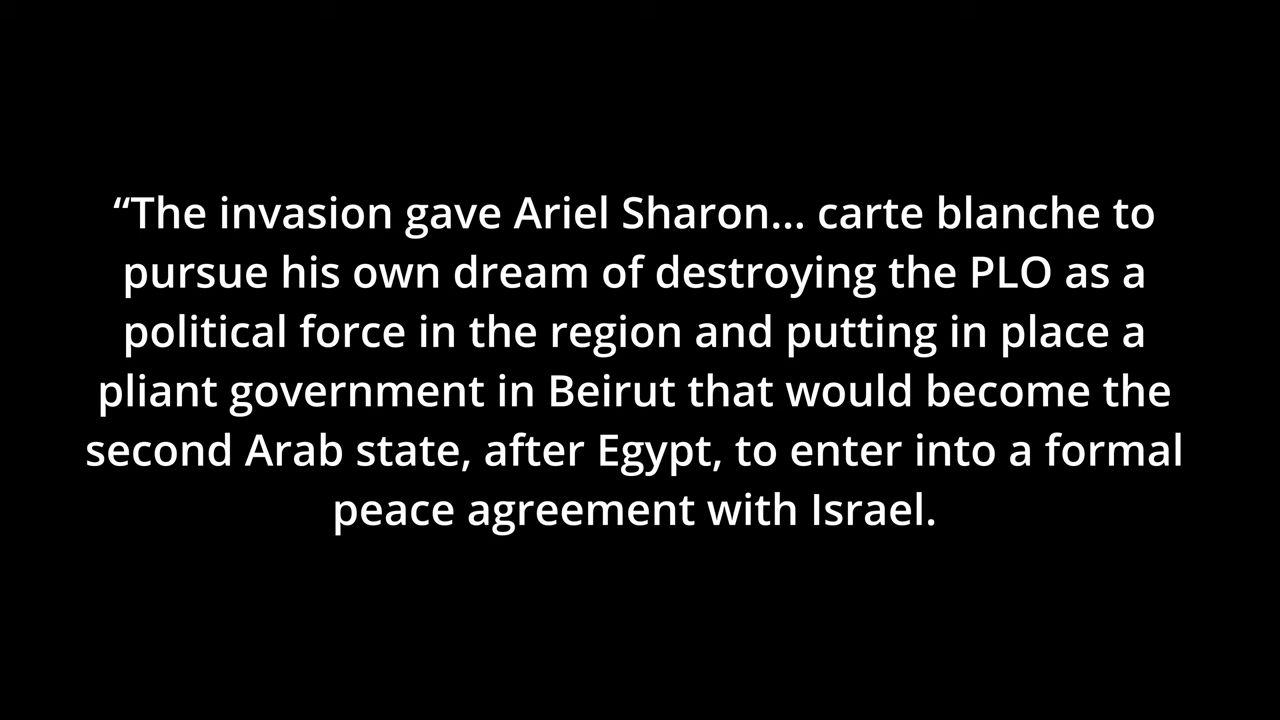 “The invasion gave Ariel Sharon... carte blanche to
pursue his own dream of destroying the PLO as a
political force in the region and putting in place a
pliant government in Beirut that would become the
second Arab state, after Egypt, to enter into a formal
peace agreement with Israel.